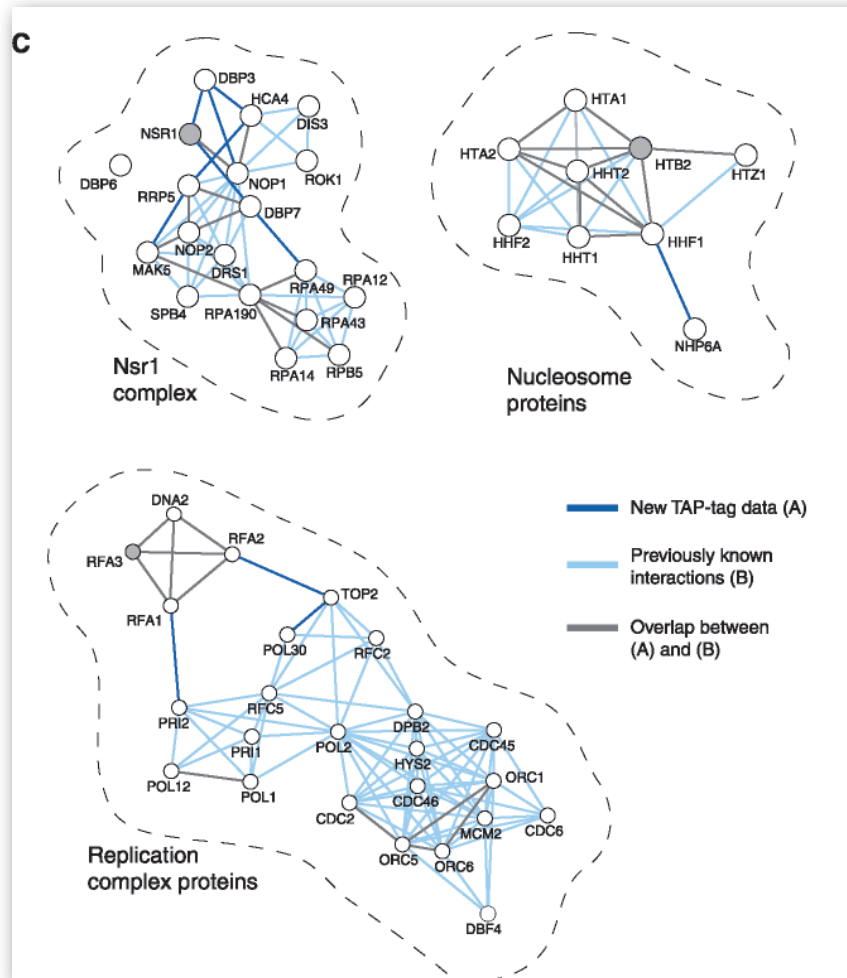 c
DBP3
HCA4
DIS3
NSR1
NOP1
ROK1
DBP6
RRP5
DBP7
NOP2
MAK5
DRS1
RPA49
RPA12
SPB4
RPA190
RPA43
RPA14
RPB5
Nsr1
complex
HTA1
HTA2
HTB2
HHT2
HTZ1
HHF2
HHT1
HHF1
NHP6A
Nucleosome
proteins
DNA2
RFA2
RFA3
TOP2
RFA1
POL30
RFC2
PRI2
RFC5
DPB2
PRI1
POL2
CDC45
HYS2
POL12
POL1
ORC1
CDC46
CDC2
MCM2
CDC6
ORC5
ORC6
DBF4
Replication
complex proteins
New TAP-tag data (A)
Previously known
interactions (B)
Overlap between
(A) and (B)